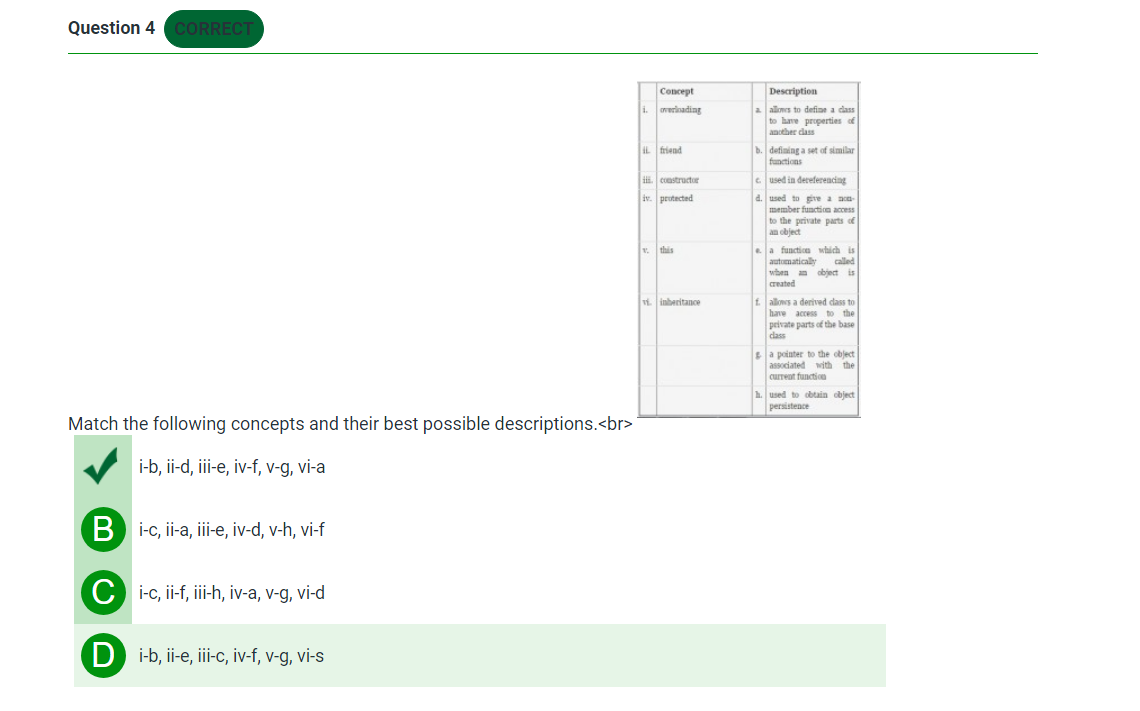 Question 4 CORRECT
Concept Description
i. overloading a. allows to define a class
to have properties of
another class
ii. friend b. defining a set of similar
functions
iii. constructor c. used in dereferencing
iv. protected d. used to give a non-
member function access
to the private parts of
an object
v. this e. a function which is
automatically called
when an object is
created
vi. inheritance f. allows a derived class to
have access to the
private parts of the base
class
g. a pointer to the object
associated with the
current function
h. used to obtain object
persistence
Match the following concepts and their best possible descriptions.<br>
i-b, ii-d, iii-e, iv-f, v-g, vi-a
B i-c, ii-a, iii-e, iv-d, v-h, vi-f
C i-c, ii-f, iii-h, iv-a, v-g, vi-d
D i-b, ii-e, iii-c, iv-f, v-g, vi-s